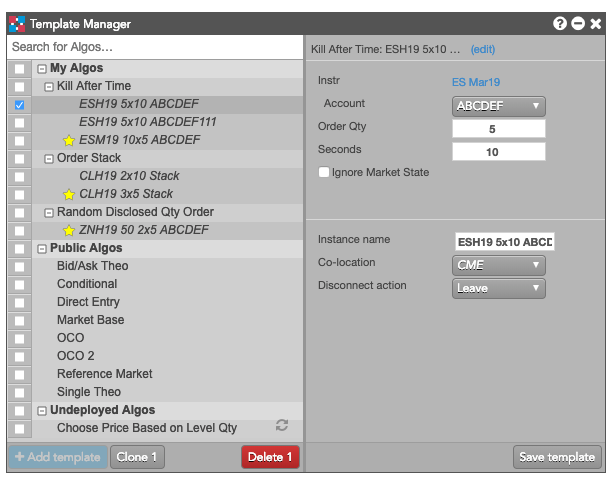 Template Manager
Search for Algos...
My Algos
Kill After Time
ESH19 5x10 ABCDEF
ESH19 5x10 ABCDEF111
ESM19 10x5 ABCDEF
Order Stack
CLH19 2x10 Stack
CLH19 3x5 Stack
Random Disclosed Qty Order
ZNH19 50 2x5 ABCDEF
Public Algos
Bid/Ask Theo
Conditional
Direct Entry
Market Base
OCO
OCO 2
Reference Market
Single Theo
Undeployed Algos
Choose Price Based on Level Qty
+ Add template Clone 1 Delete 1
Kill After Time: ESH19 5x10 ... (edit)
Instr ES Mar19
Account ABCDEF
Order Qty 5
Seconds 10
Ignore Market State
Instance name ESH19 5x10 ABCD
Co-location CME
Disconnect action Leave
Save template